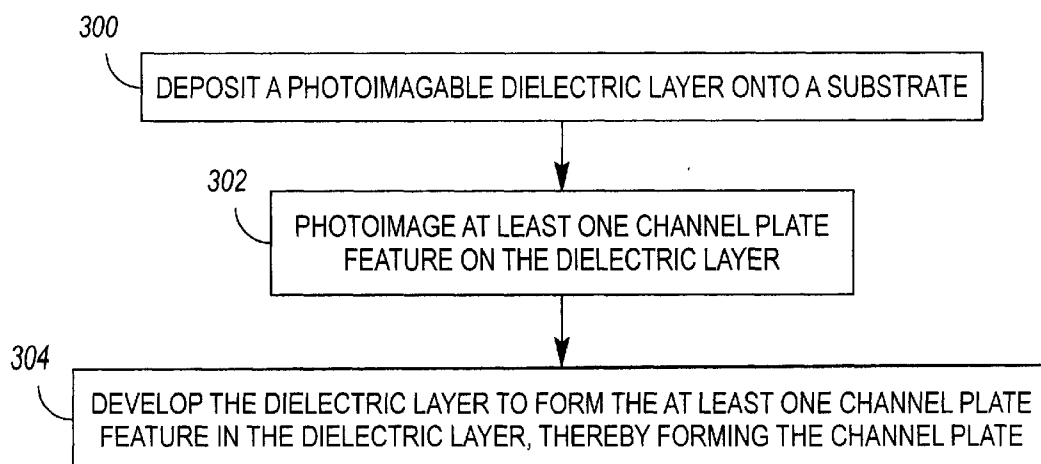 300
DEPOSIT A PHOTOIMAGABLE DIELECTRIC LAYER ONTO A SUBSTRATE
302
PHOTOIMAGE AT LEAST ONE CHANNEL PLATE
FEATURE ON THE DIELECTRIC LAYER
304
DEVELOP THE DIELECTRIC LAYER TO FORM THE AT LEAST ONE CHANNEL PLATE
FEATURE IN THE DIELECTRIC LAYER, THEREBY FORMING THE CHANNEL PLATE